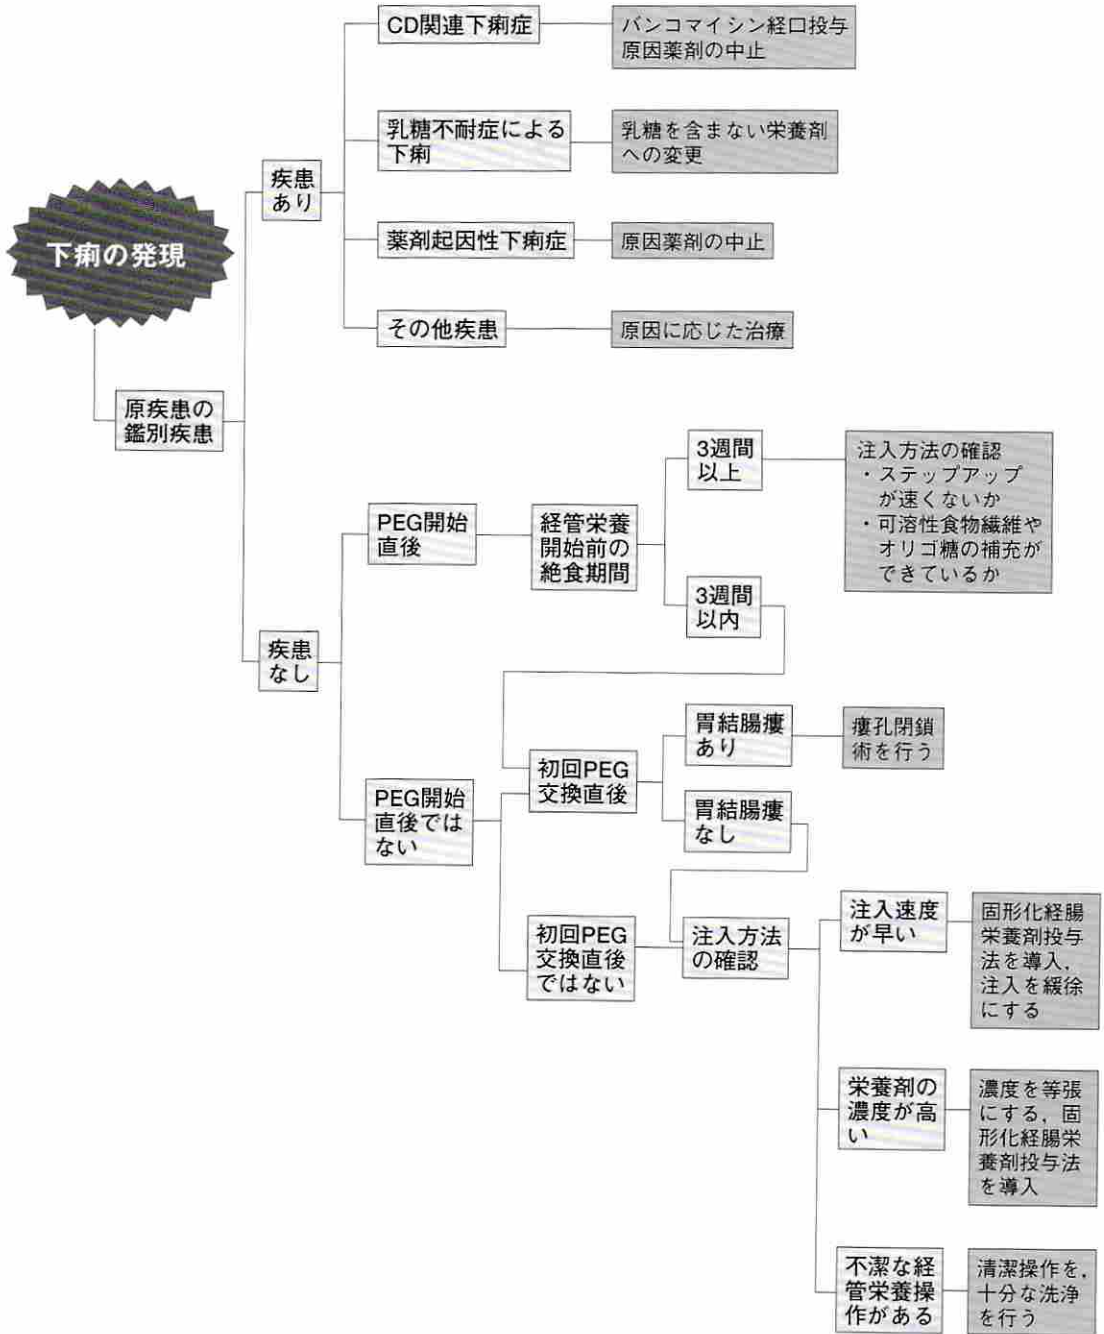 下痢の発現
原疾患の
鑑別疾患
疾患
あり
CD関連下痢症
バンコマイシン経口投与
原因薬剤の中止
乳糖不耐症による
下痢
乳糖を含まない栄養剤
への変更
薬剤起因性下痢症
原因薬剤の中止
その他疾患
原因に応じた治療
疾患
なし
PEG開始
直後
経管栄養
開始前の
絶食期間
3週間
以上
注入方法の確認
・ステップアップ
が速くないか
・可溶性食物繊維や
オリゴ糖の補充が
できているか
3週間
以内
PEG開始
直後では
ない
初回PEG
交換直後
胃結腸瘻
あり
瘻孔閉鎖
術を行う
胃結腸瘻
なし
初回PEG
交換直後
ではない
注入方法
の確認
注入速度
が早い
固形化経腸
栄養剤投与
法を導入,
注入を緩徐
にする
栄養剤の
濃度が高
い
濃度を等張
にする,固
形化経腸栄
養剤投与法
を導入
不潔な経
管栄養操
作がある
清潔操作を,
十分な洗浄
を行う